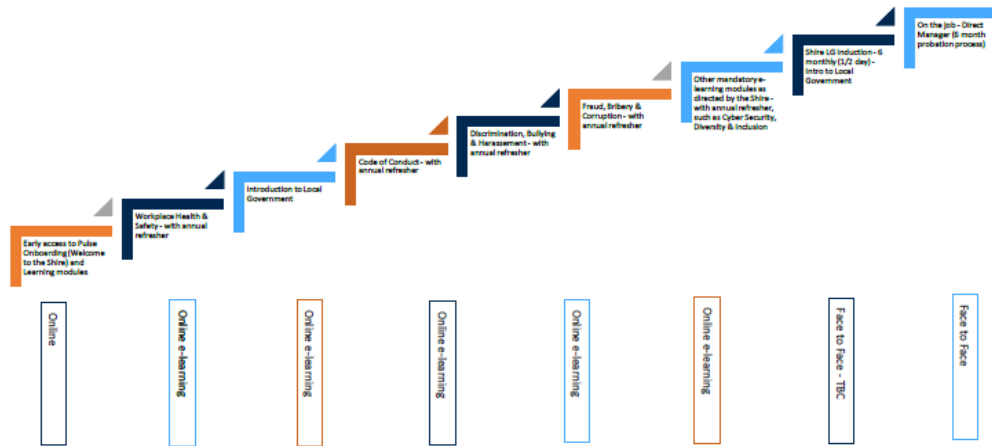 Early access to Pulse
Onboarding (Welcome
to the Shire) and
Learning modules
Workplace Health &
Safety - with annual
refresher
Introduction to Local
Government
Code of Conduct - with
annual refresher
Discrimination, Bullying
& Harassement - with
annual refresher
Fraud, Bribery &
Corruption - with
annual refresher
Other mandatory e-
learning modules as
directed by the Shire -
with annual refresher,
such as Cyber Security,
Diversity & Inclusion
Shire LG Induction - 6
monthly (1/2 day) -
Intro to Local
Government
On the job - Direct
Manager (6 month
probation process)
Online
Online e-learning
Online e-learning
Online e-learning
Online e-learning
Online e-learning
Face to Face - TBC
Face to Face